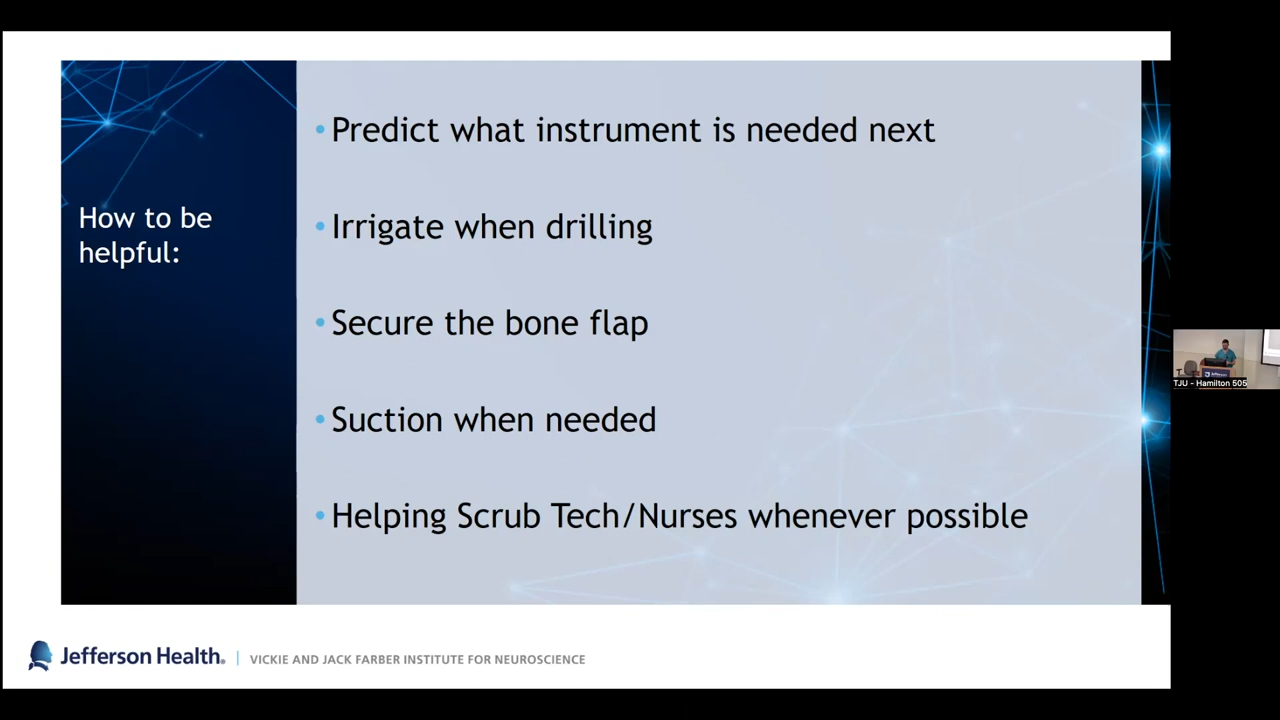 How to be
helpful:
• Predict what instrument is needed next
• Irrigate when drilling
• Secure the bone flap
• Suction when needed
• Helping Scrub Tech/Nurses whenever possible
Jefferson Health®
VICKIE AND JACK FARBER INSTITUTE FOR NEUROSCIENCE
Jefferson
TJU - Hamilton 505